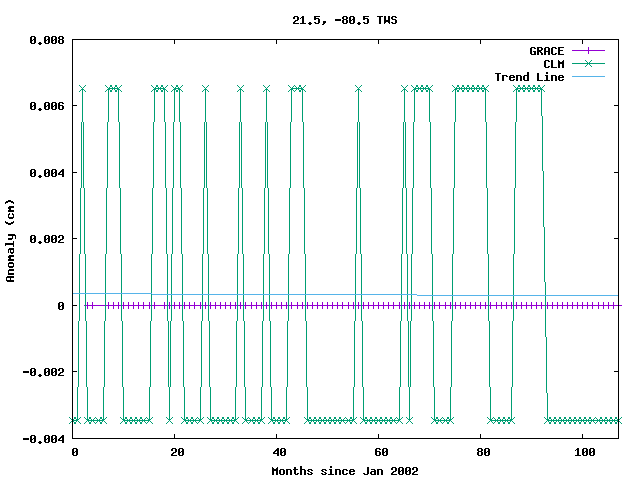 21.5, -80.5 TWS
GRACE
CLM
Trend Line
0.008
0.006
0.004
0.002
0
-0.002
-0.004
Anomaly (cm)
0 20 40 60 80 100
Months since Jan 2002